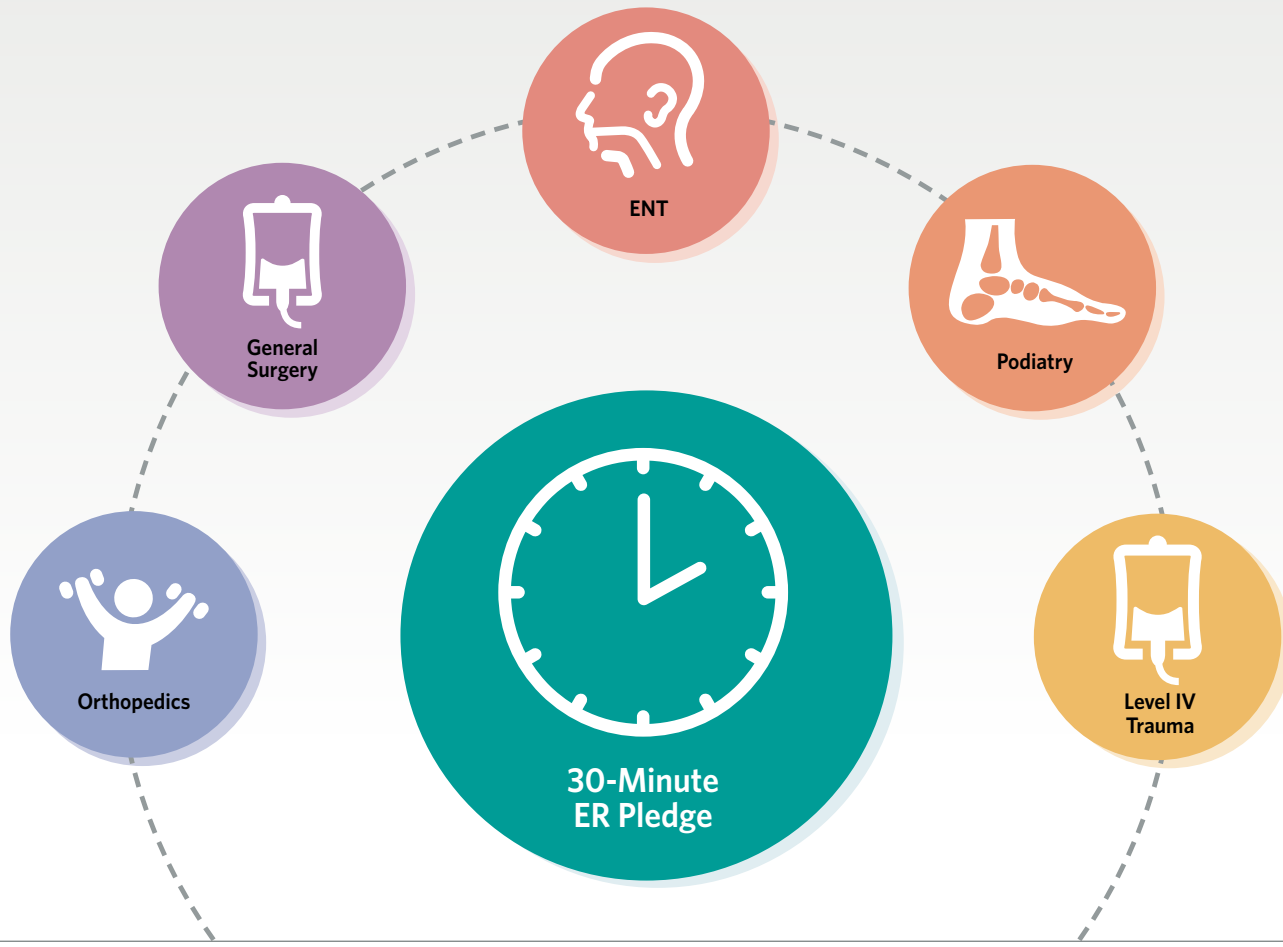 ENT
General
Surgery
Podiatry
Orthopedics
Level IV
Trauma
30-Minute
ER Pledge